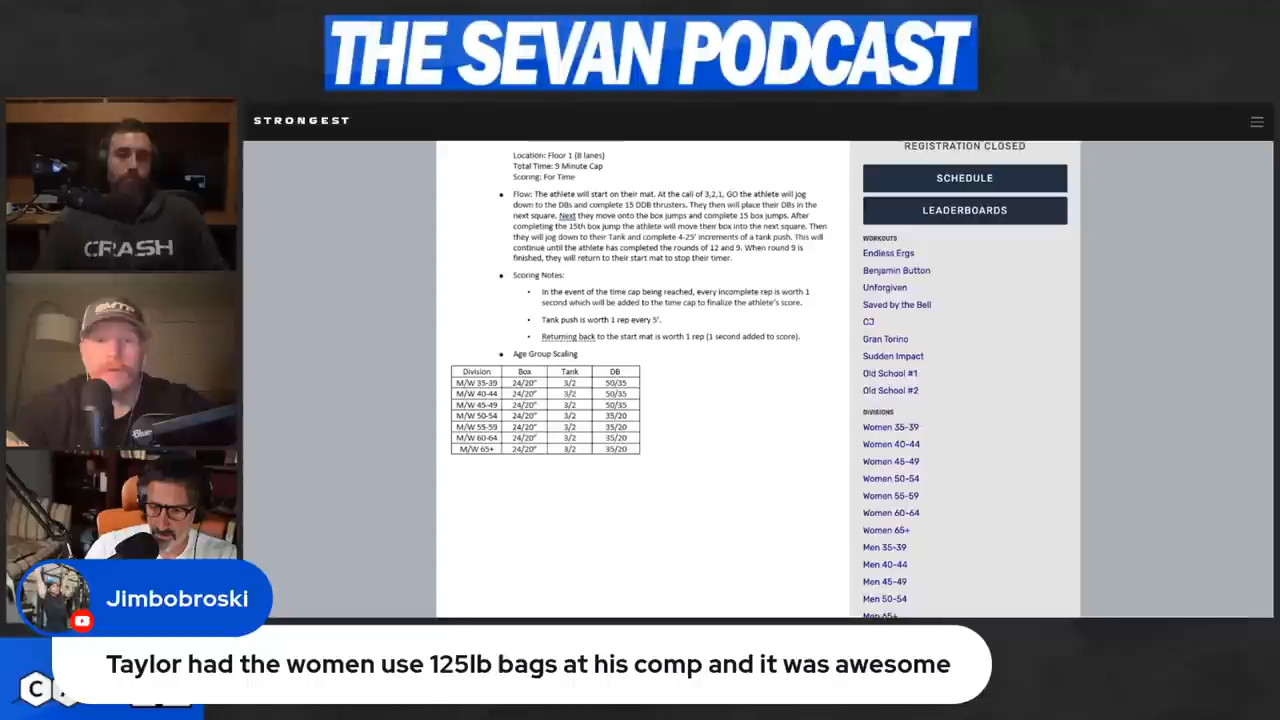 THE SEVAN PODCAST
STRONGEST
CRASH
Location: Floor 1 (8 lanes)
Total Time: 9 Minute Cap
Scoring: For Time
• Flow: The athlete will start on their mat. At the call of 3,2,1, GO the athlete will jog
down to the DBs and complete 15 DDB thrusters. They then will place their DBs in the
next square. Next they move onto the box jumps and complete 15 box jumps. After
completing the 15th box jump the athlete will move their box into the next square. Then
they will jog down to their Tank and complete 4-25' increments of a tank push. This will
continue until the athlete has completed the rounds of 12 and 9. When round 9 is
finished, they will return to their start mat to stop their timer.
• Scoring Notes:
• In the event of the time cap being reached, every incomplete rep is worth 1
second which will be added to the time cap to finalize the athlete's score.
• Tank push is worth 1 rep every 5'.
• Returning back to the start mat is worth 1 rep (1 second added to score).
• Age Group Scaling
Division Box Tank DB
M/W 35-39 24/20" 3/2 50/35
M/W 40-44 24/20" 3/2 50/35
M/W 45-49 24/20" 3/2 50/35
M/W 50-54 24/20" 3/2 35/20
M/W 55-59 24/20" 3/2 35/20
M/W 60-64 24/20" 3/2 35/20
M/W 65+ 24/20" 3/2 35/20
REGISTRATION CLOSED
SCHEDULE
LEADERBOARDS
WORKOUTS
Endless Ergs
Benjamin Button
Unforgiven
Saved by the Bell
CJ
Gran Torino
Sudden Impact
Old School #1
Old School #2
DIVISIONS
Women 35-39
Women 40-44
Women 45-49
Women 50-54
Women 55-59
Women 60-64
Women 65+
Men 35-39
Men 40-44
Men 45-49
Men 50-54
Men 65+
Jimbobroski
Taylor had the women use 125lb bags at his comp and it was awesome
C